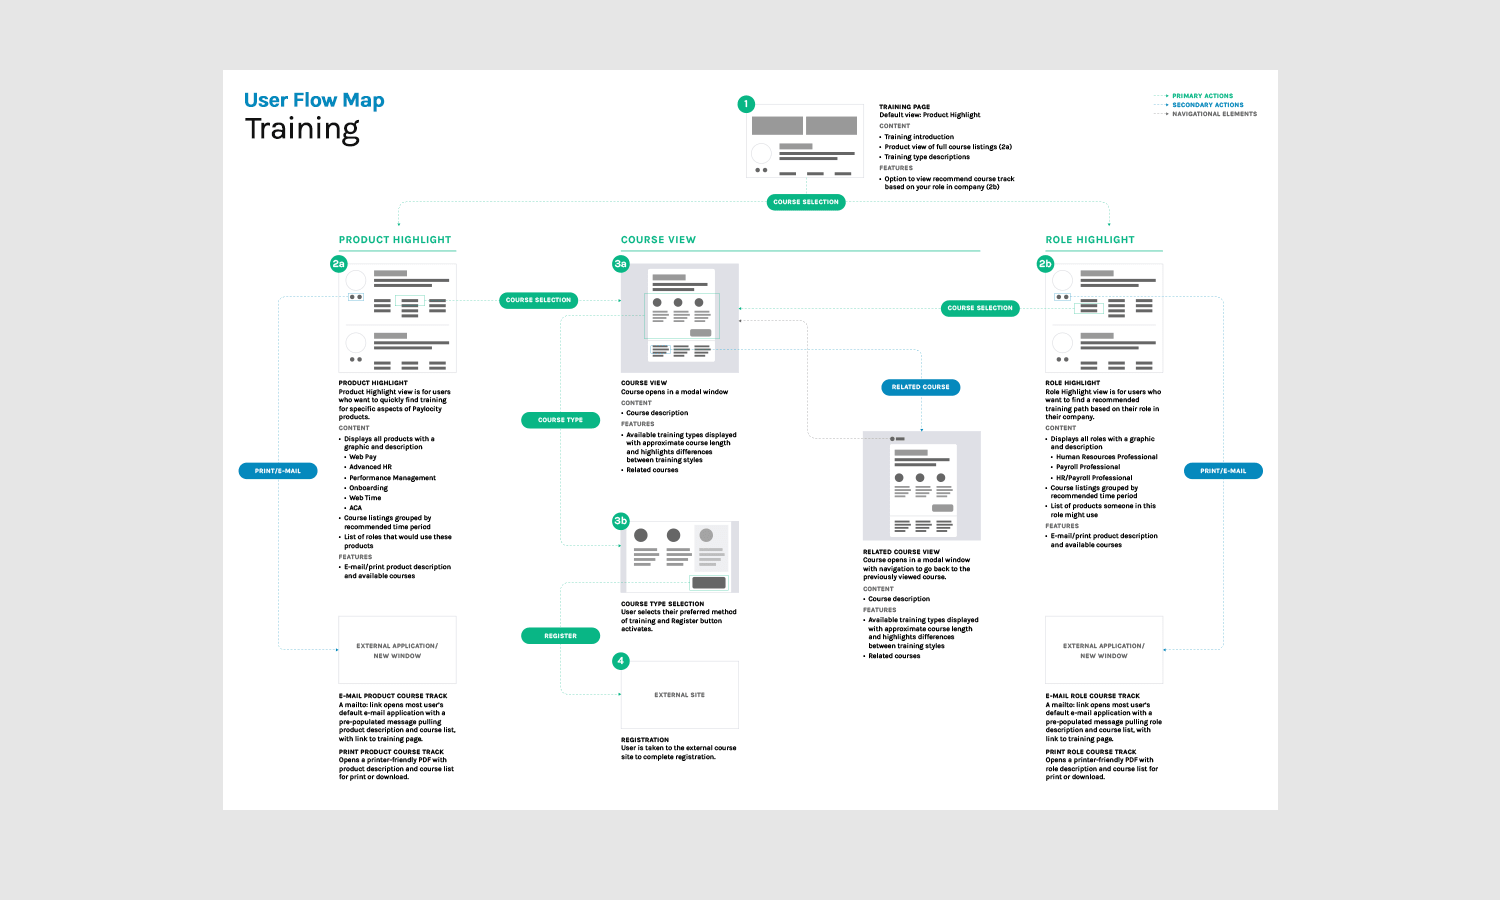 User Flow Map
Training
PRIMARY ACTIONS
SECONDARY ACTIONS
NAVIGATIONAL ELEMENTS
1
TRAINING PAGE
Default view: Product Highlight
CONTENT
• Training introduction
• Product view of full course listings (2a)
• Training type descriptions
FEATURES
• Option to view recommend course track
based on your role in company (2b)
COURSE SELECTION
PRODUCT HIGHLIGHT
2a
COURSE SELECTION
PRODUCT HIGHLIGHT
Product Highlight view is for users
who want to quickly find training
for specific aspects of Paylocity
products.
CONTENT
• Displays all products with a
graphic and description
• Web Pay
• Advanced HR
• Performance Management
• Onboarding
• Web Time
• ACA
• Course listings grouped by
recommended time period
• List of roles that would use these
products
FEATURES
• E-mail/print product description
and available courses
PRINT/E-MAIL
EXTERNAL APPLICATION/
NEW WINDOW
E-MAIL PRODUCT COURSE TRACK
A mailto: link opens most user's
default e-mail application with a
pre-populated message pulling
product description and course list,
with link to training page.
PRINT PRODUCT COURSE TRACK
Opens a printer-friendly PDF with
product description and course list
for print or download.
COURSE VIEW
3a
COURSE VIEW
Course opens in a modal window
CONTENT
• Course description
FEATURES
• Available training types displayed
with approximate course length
and highlights differences
between training styles
• Related courses
COURSE TYPE
3b
COURSE TYPE SELECTION
User selects their preferred method
of training and Register button
activates.
REGISTER
4
EXTERNAL SITE
REGISTRATION
User is taken to the external course
site to complete registration.
RELATED COURSE
RELATED COURSE VIEW
Course opens in a modal window
with navigation to go back to the
previously viewed course.
CONTENT
• Course description
FEATURES
• Available training types displayed
with approximate course length
and highlights differences
between training styles
• Related courses
COURSE SELECTION
ROLE HIGHLIGHT
2b
ROLE HIGHLIGHT
Role Highlight view is for users who
want to find a recommended
training path based on their role in
their company.
CONTENT
• Displays all roles with a graphic
and description
• Human Resources Professional
• Payroll Professional
• HR/Payroll Professional
• Course listings grouped by
recommended time period
• List of products someone in this
role might use
FEATURES
• E-mail/print product description
and available courses
PRINT/E-MAIL
EXTERNAL APPLICATION/
NEW WINDOW
E-MAIL ROLE COURSE TRACK
A mailto: link opens most user's
default e-mail application with a
pre-populated message pulling role
description and course list, with
link to training page.
PRINT ROLE COURSE TRACK
Opens a printer-friendly PDF with
role description and course list for
print or download.